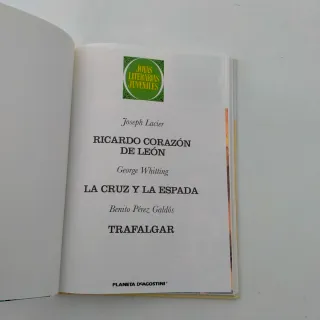 JOYAS
LITERARIAS
JUVENILES
Joseph Lacier
RICARDO CORAZÓN
DE LEÓN
George Whitting
LA CRUZ Y LA ESPADA
Benito Pérez Galdós
TRAFALGAR
PLANETA DEAGOSTINI